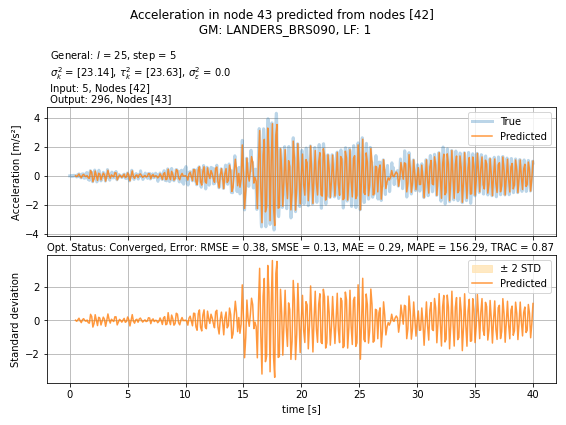 Acceleration in node 43 predicted from nodes [42]
GM: LANDERS_BRS090, LF: 1
General: l = 25, step = 5
σ²ₖ = [23.14], τ²ₖ = [23.63], σ²ε = 0.0
Input: 5, Nodes [42]
Output: 296, Nodes [43]
Acceleration [m/s²]
4
2
0
−2
−4
True
Predicted
Opt. Status: Converged, Error: RMSE = 0.38, SMSE = 0.13, MAE = 0.29, MAPE = 156.29, TRAC = 0.87
Standard deviation
2
0
−2
± 2 STD
Predicted
0 5 10 15 20 25 30 35 40
time [s]